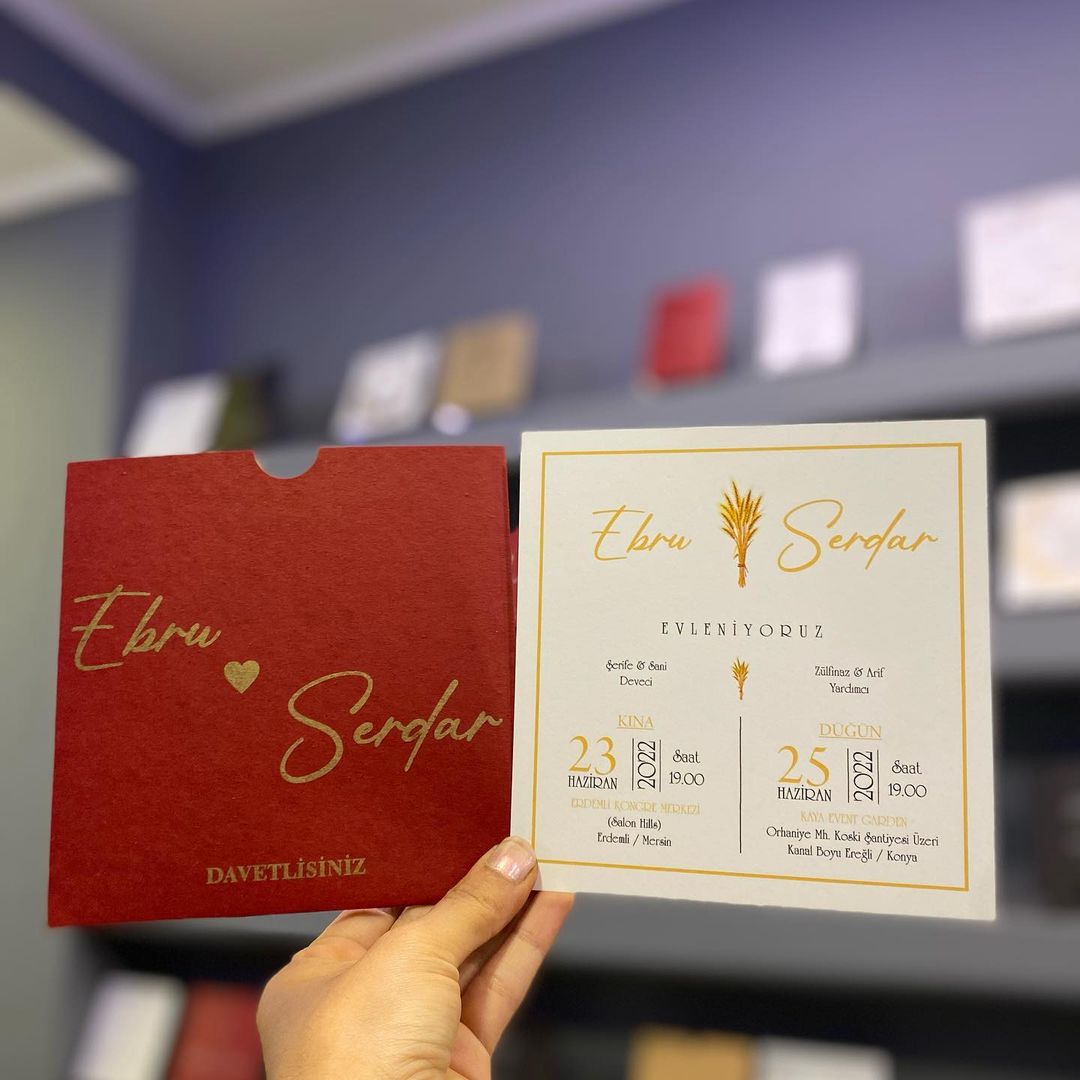 Ebru
Serdar
DAVETLİSİNİZ
Ebru Serdar
EVLENİYORUZ
Şerife & Sani
Deveci
Zülfinaz & Arif
Yardımcı
KINA
23
HAZİRAN
2022
Saat
19.00
ERDEMLİ KONGRE MERKEZİ
(Salon Hills)
Erdemli / Mersin
DÜĞÜN
25
HAZİRAN
2022
Saat
19.00
KAYA EVENT GARDEN
Orhaniye Mh. Koski Şantiyesi Üzeri
Kanal Boyu Ereğli / Konya